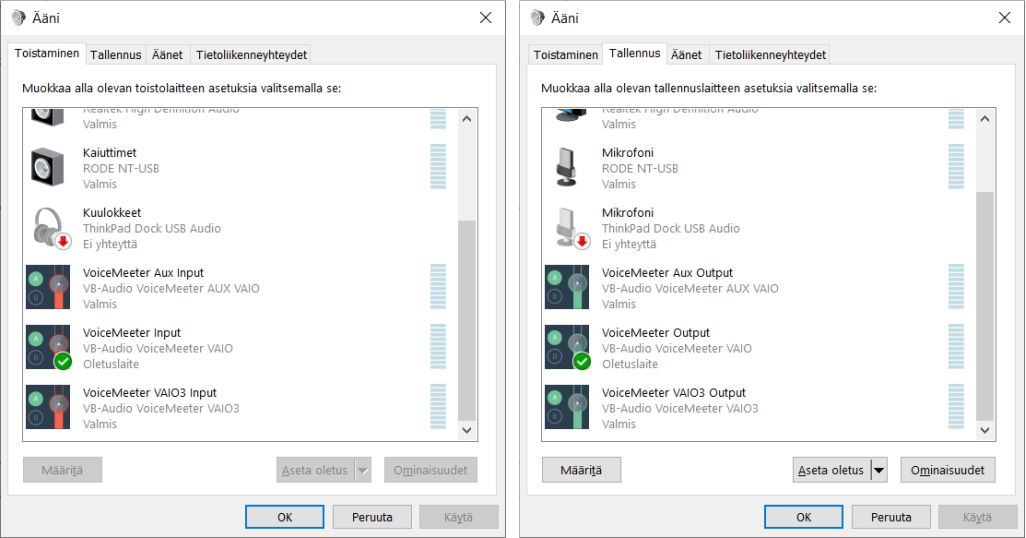 Ääni
Toistaminen Tallennus Äänet Tietoliikenneyhteydet
Muokkaa alla olevan toistolaitteen asetuksia valitsemalla se:
Realtek High Definition Audio
Valmis
Kaiuttimet
RODE NT-USB
Valmis
Kuulokkeet
ThinkPad Dock USB Audio
Ei yhteyttä
VoiceMeeter Aux Input
VB-Audio VoiceMeeter AUX VAIO
Valmis
VoiceMeeter Input
VB-Audio VoiceMeeter VAIO
Oletuslaite
VoiceMeeter VAIO3 Input
VB-Audio VoiceMeeter VAIO3
Valmis
Määritä Aseta oletus Ominaisuudet
OK Peruuta Käytä
Ääni
Toistaminen Tallennus Äänet Tietoliikenneyhteydet
Muokkaa alla olevan tallennuslaitteen asetuksia valitsemalla se:
Realtek High Definition Audio
Valmis
Mikrofoni
RODE NT-USB
Valmis
Mikrofoni
ThinkPad Dock USB Audio
Ei yhteyttä
VoiceMeeter Aux Output
VB-Audio VoiceMeeter AUX VAIO
Valmis
VoiceMeeter Output
VB-Audio VoiceMeeter VAIO
Oletuslaite
VoiceMeeter VAIO3 Output
VB-Audio VoiceMeeter VAIO3
Valmis
Määritä Aseta oletus Ominaisuudet
OK Peruuta Käytä